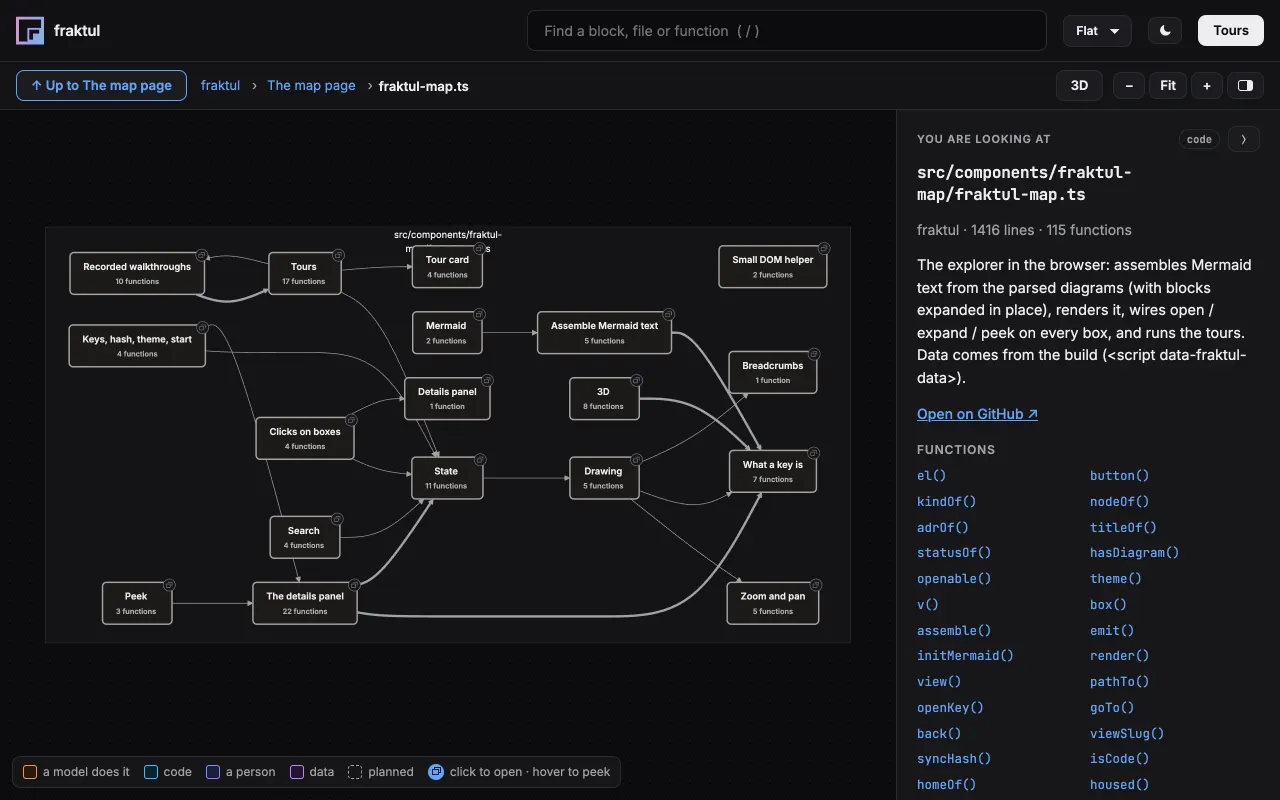 fraktul
Find a block, file or function ( / )
Flat
Tours
↑ Up to The map page
fraktul › The map page › fraktul-map.ts
3D
−
Fit
+
src/components/fraktul-
Recorded walkthroughs
10 functions
Tours
17 functions
Tour card
4 functions
Small DOM helper
2 functions
Keys, hash, theme, start
4 functions
Mermaid
2 functions
Assemble Mermaid text
5 functions
Breadcrumbs
1 function
Details panel
1 function
3D
8 functions
Clicks on boxes
4 functions
State
11 functions
Drawing
5 functions
What a key is
7 functions
Search
4 functions
Peek
3 functions
The details panel
22 functions
Zoom and pan
5 functions
a model does it
code
a person
data
planned
click to open · hover to peek
YOU ARE LOOKING AT
code
src/components/fraktul-
map/fraktul-map.ts
fraktul · 1416 lines · 115 functions
The explorer in the browser: assembles Mermaid
text from the parsed diagrams (with blocks
expanded in place), renders it, wires open /
expand / peek on every box, and runs the tours.
Data comes from the build (<script data-fraktul-
data>).
Open on GitHub ↗
FUNCTIONS
el() button()
kindOf() nodeOf()
adrOf() titleOf()
statusOf() hasDiagram()
openable() theme()
v() box()
assemble() emit()
initMermaid() render()
view() pathTo()
openKey() goTo()
back() viewSlug()
syncHash() isCode()
homeOf() housed()